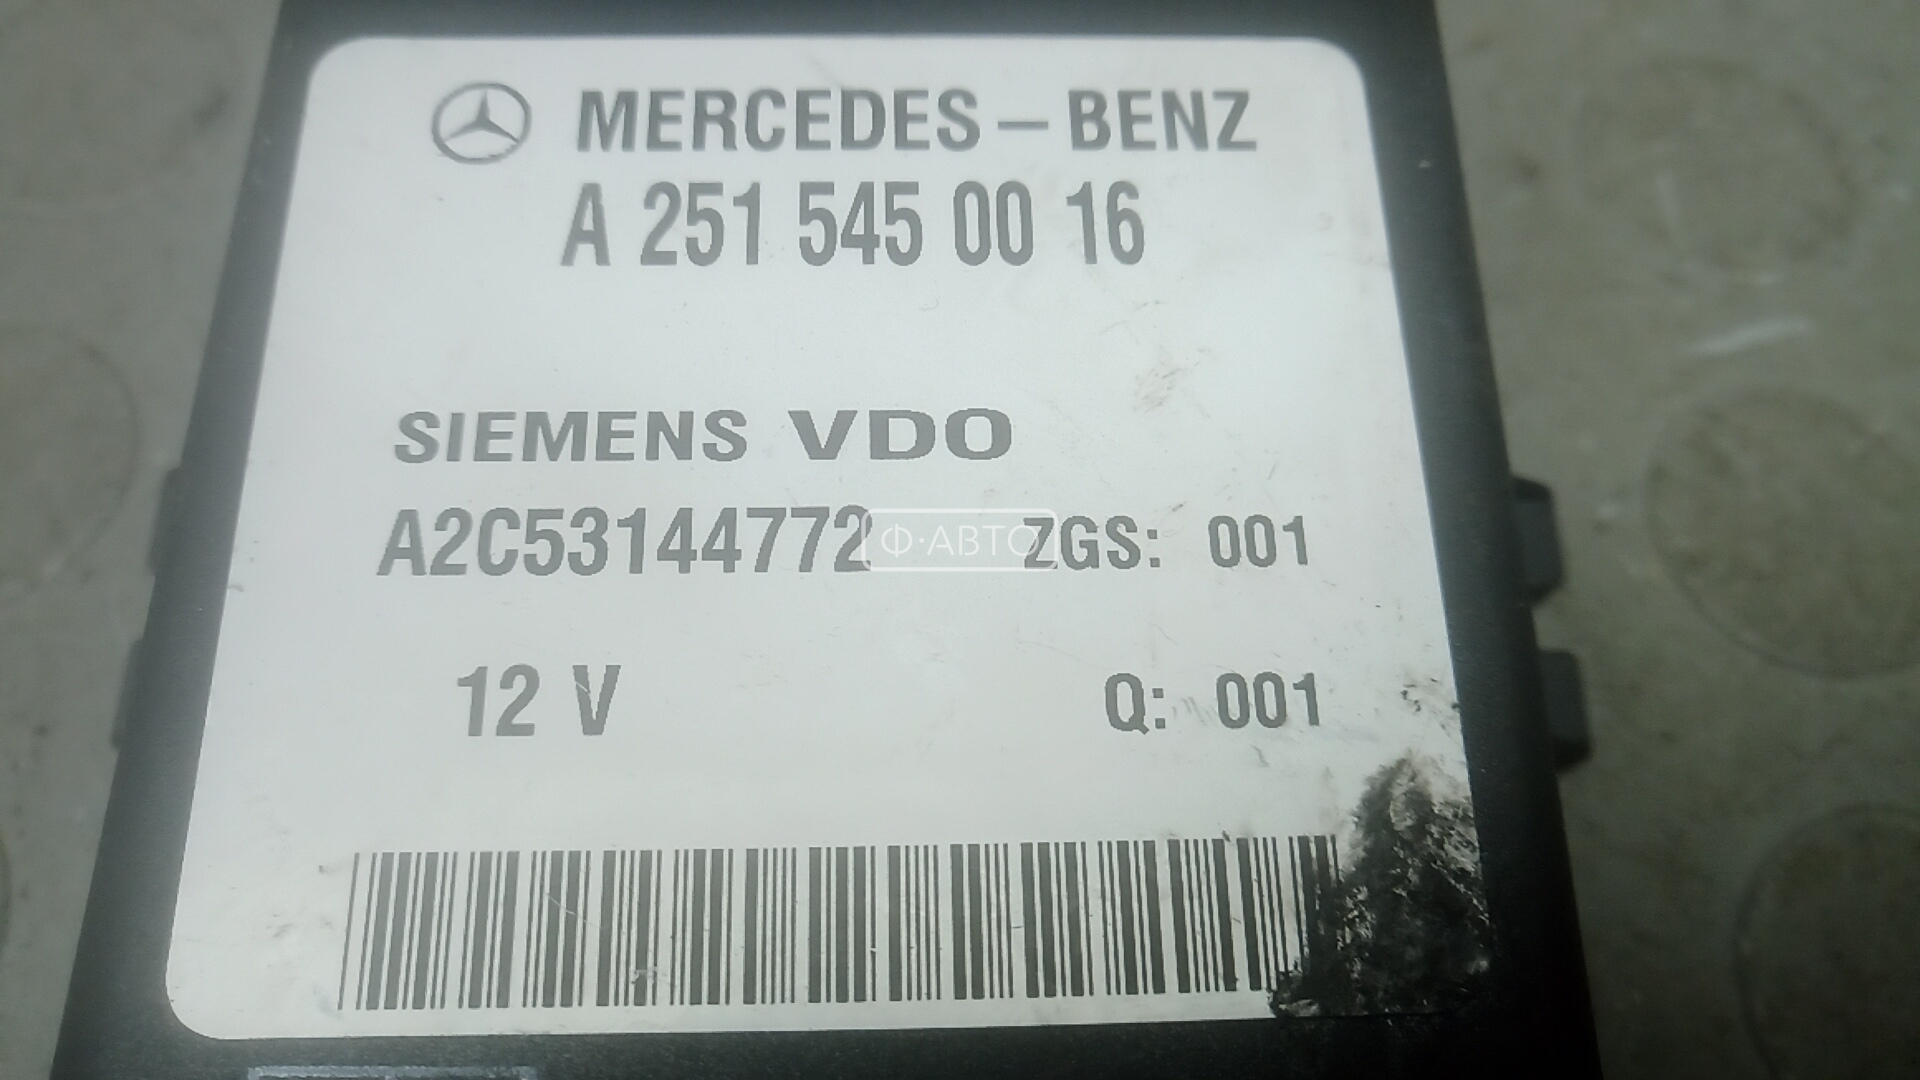 MERCEDES-BENZ
A 251 545 00 16
SIEMENS VDO
A2C53144772 Ф·АВТО ZGS: 001
12 V Q: 001